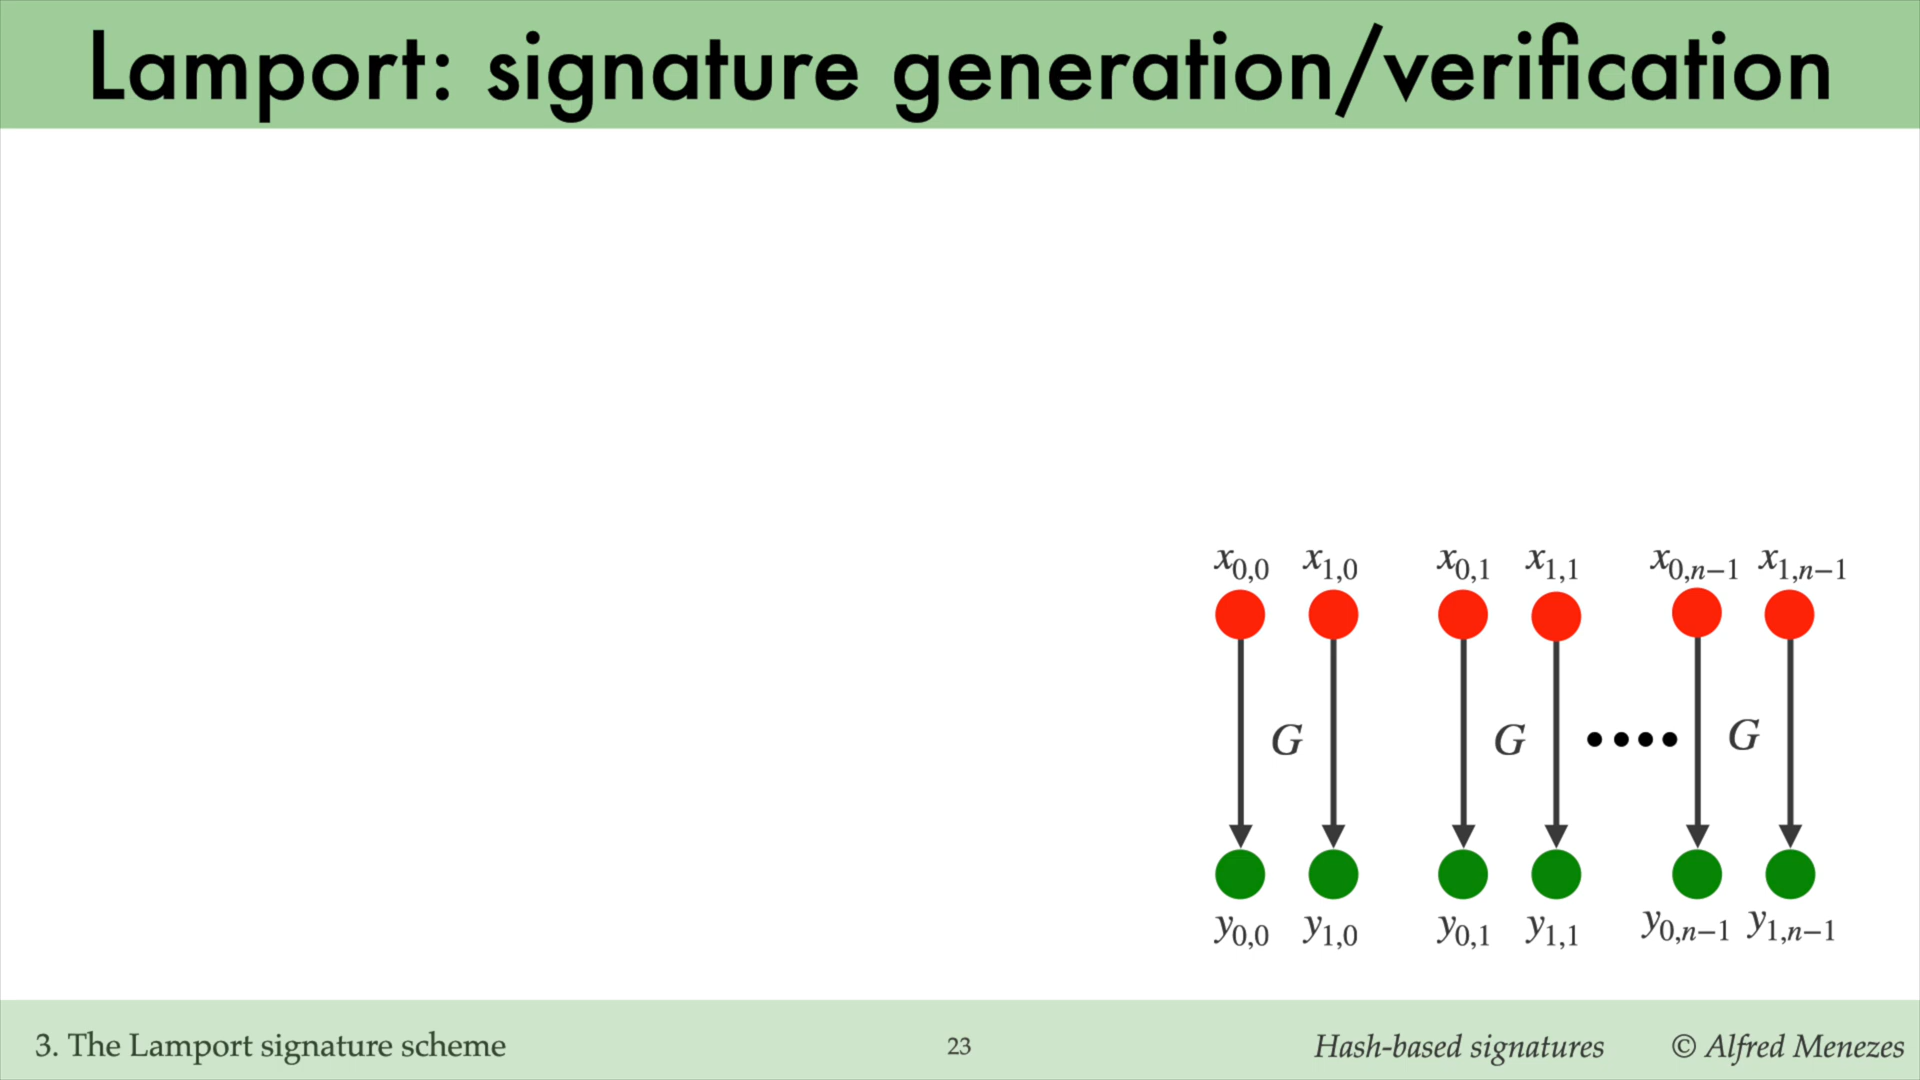 Lamport: signature generation/verification
x0,0 x1,0 x0,1 x1,1 x0,n−1 x1,n−1
G G •••• G
y0,0 y1,0 y0,1 y1,1 y0,n−1 y1,n−1
3. The Lamport signature scheme 23 Hash-based signatures © Alfred Menezes